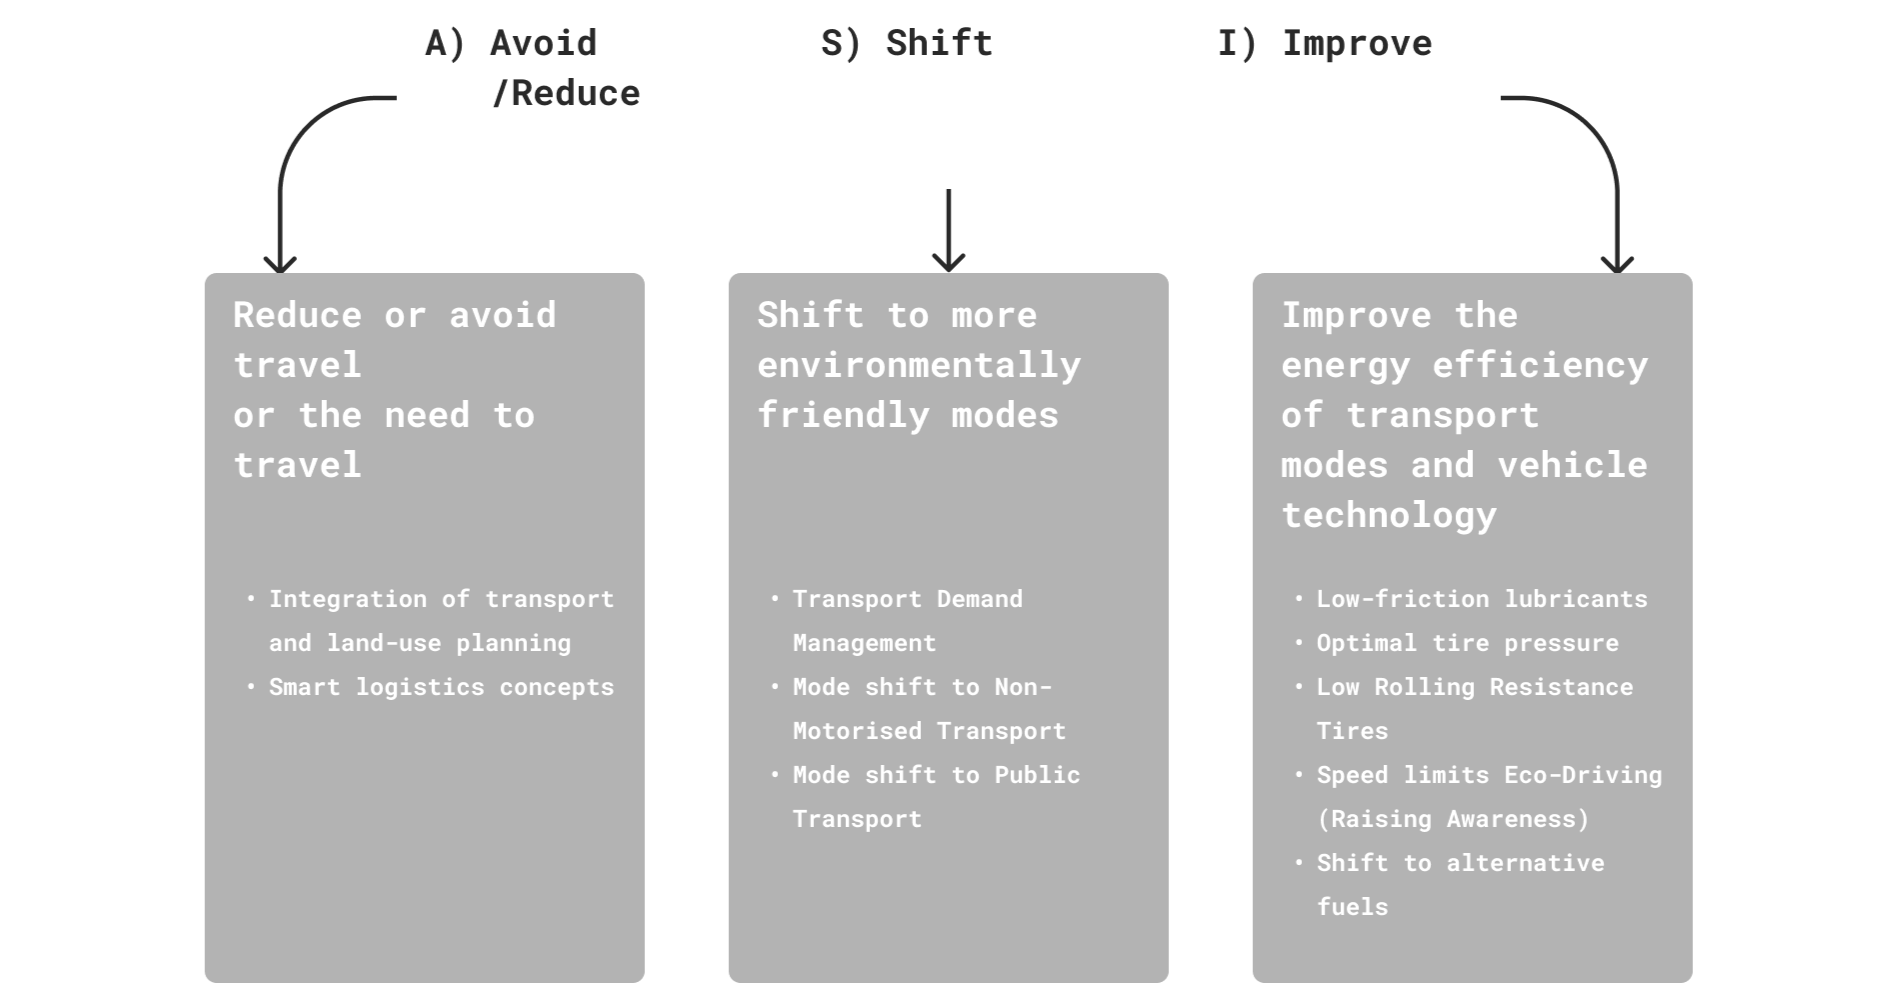 A) Avoid
/Reduce
S) Shift
I) Improve
Reduce or avoid
travel
or the need to
travel
• Integration of transport
and land-use planning
• Smart logistics concepts
Shift to more
environmentally
friendly modes
• Transport Demand
Management
• Mode shift to Non-
Motorised Transport
• Mode shift to Public
Transport
Improve the
energy efficiency
of transport
modes and vehicle
technology
• Low-friction lubricants
• Optimal tire pressure
• Low Rolling Resistance
Tires
• Speed limits Eco-Driving
(Raising Awareness)
• Shift to alternative
fuels